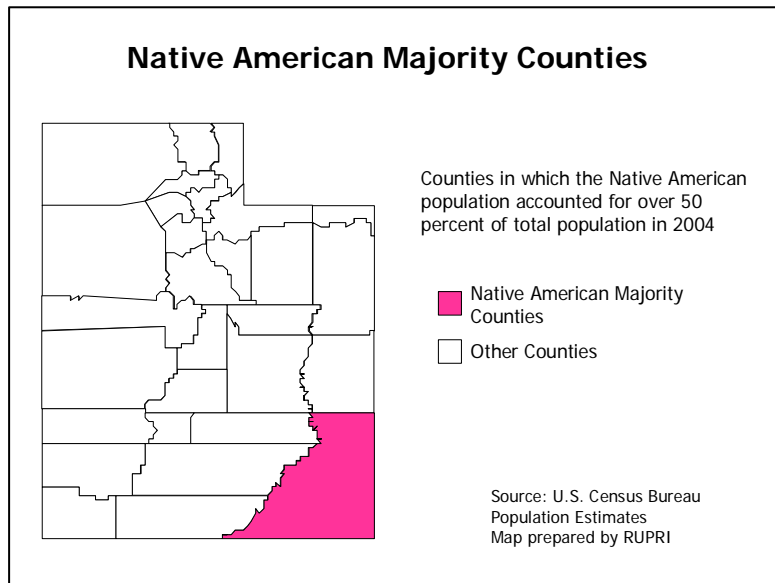 Native American Majority Counties
Counties in which the Native American
population accounted for over 50
percent of total population in 2004
Native American Majority
Counties
Other Counties
Source: U.S. Census Bureau
Population Estimates
Map prepared by RUPRI